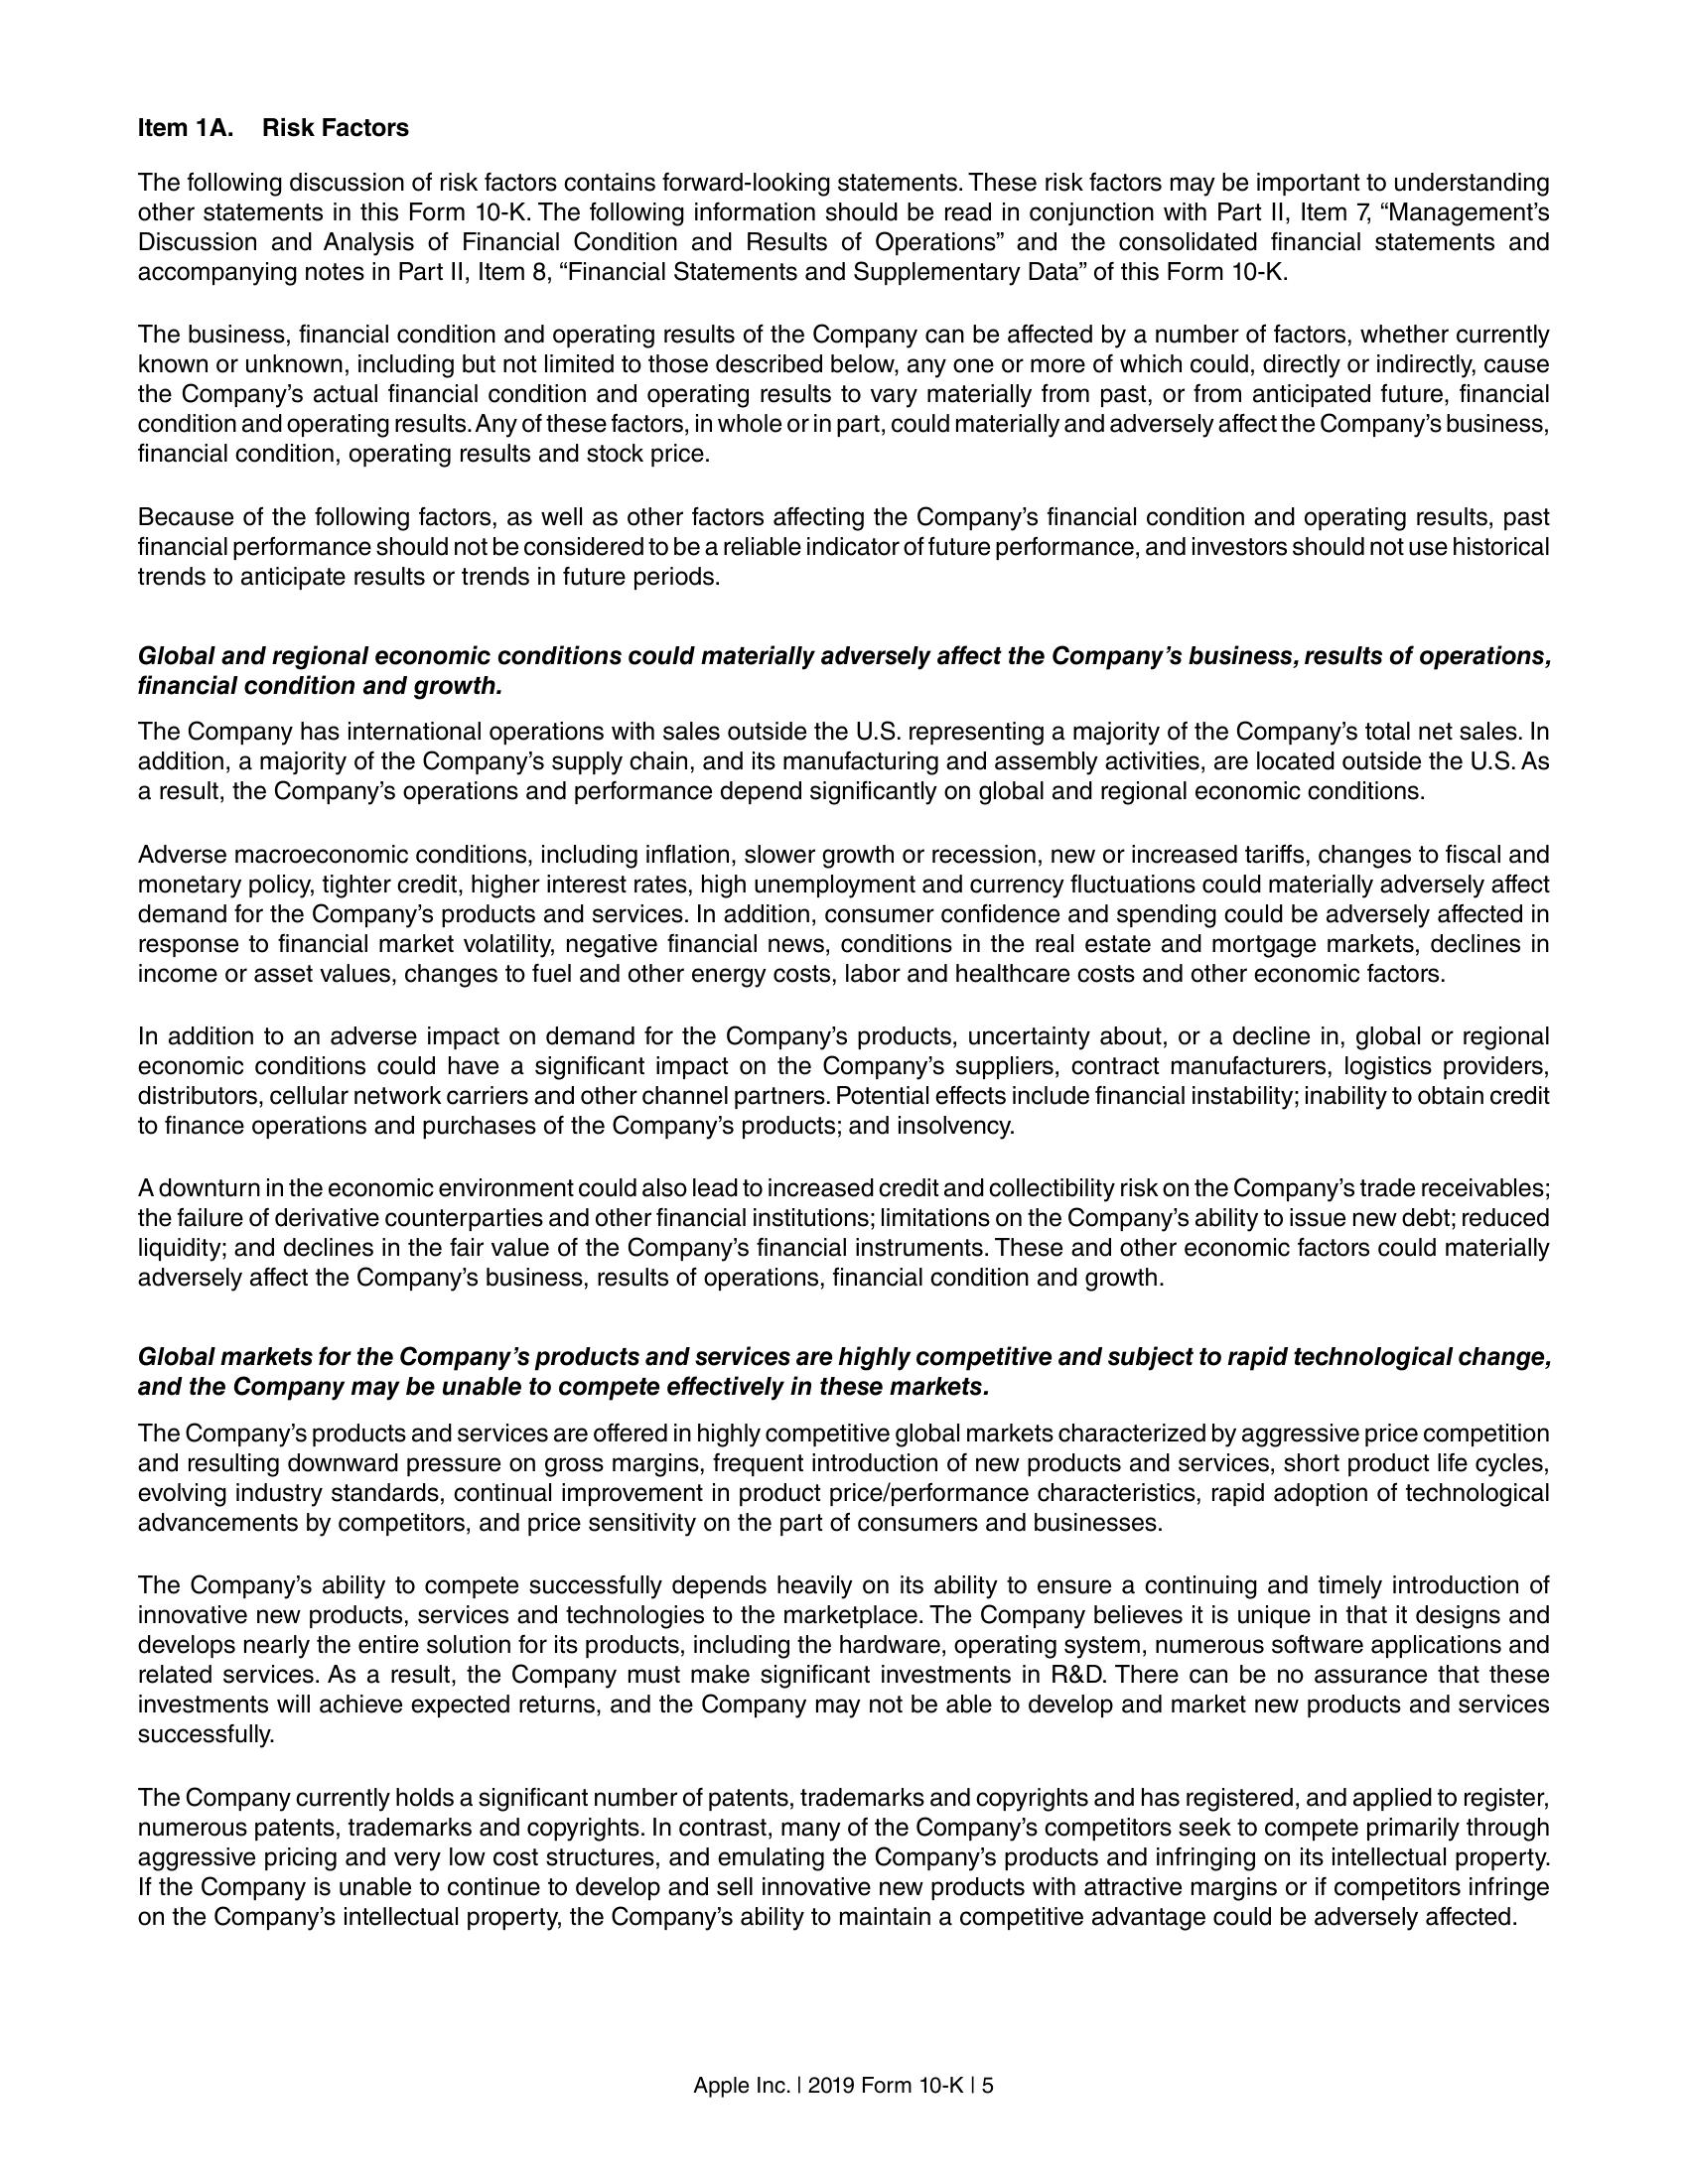 Item 1A. Risk Factors
The following discussion of risk factors contains forward-looking statements. These risk factors may be important to understanding
other statements in this Form 10-K. The following information should be read in conjunction with Part II, Item 7, “Management’s
Discussion and Analysis of Financial Condition and Results of Operations” and the consolidated financial statements and
accompanying notes in Part II, Item 8, “Financial Statements and Supplementary Data” of this Form 10-K.
The business, financial condition and operating results of the Company can be affected by a number of factors, whether currently
known or unknown, including but not limited to those described below, any one or more of which could, directly or indirectly, cause
the Company’s actual financial condition and operating results to vary materially from past, or from anticipated future, financial
condition and operating results. Any of these factors, in whole or in part, could materially and adversely affect the Company’s business,
financial condition, operating results and stock price.
Because of the following factors, as well as other factors affecting the Company’s financial condition and operating results, past
financial performance should not be considered to be a reliable indicator of future performance, and investors should not use historical
trends to anticipate results or trends in future periods.
Global and regional economic conditions could materially adversely affect the Company’s business, results of operations,
financial condition and growth.
The Company has international operations with sales outside the U.S. representing a majority of the Company’s total net sales. In
addition, a majority of the Company’s supply chain, and its manufacturing and assembly activities, are located outside the U.S. As
a result, the Company’s operations and performance depend significantly on global and regional economic conditions.
Adverse macroeconomic conditions, including inflation, slower growth or recession, new or increased tariffs, changes to fiscal and
monetary policy, tighter credit, higher interest rates, high unemployment and currency fluctuations could materially adversely affect
demand for the Company’s products and services. In addition, consumer confidence and spending could be adversely affected in
response to financial market volatility, negative financial news, conditions in the real estate and mortgage markets, declines in
income or asset values, changes to fuel and other energy costs, labor and healthcare costs and other economic factors.
In addition to an adverse impact on demand for the Company’s products, uncertainty about, or a decline in, global or regional
economic conditions could have a significant impact on the Company’s suppliers, contract manufacturers, logistics providers,
distributors, cellular network carriers and other channel partners. Potential effects include financial instability; inability to obtain credit
to finance operations and purchases of the Company’s products; and insolvency.
A downturn in the economic environment could also lead to increased credit and collectibility risk on the Company’s trade receivables;
the failure of derivative counterparties and other financial institutions; limitations on the Company’s ability to issue new debt; reduced
liquidity; and declines in the fair value of the Company’s financial instruments. These and other economic factors could materially
adversely affect the Company’s business, results of operations, financial condition and growth.
Global markets for the Company’s products and services are highly competitive and subject to rapid technological change,
and the Company may be unable to compete effectively in these markets.
The Company’s products and services are offered in highly competitive global markets characterized by aggressive price competition
and resulting downward pressure on gross margins, frequent introduction of new products and services, short product life cycles,
evolving industry standards, continual improvement in product price/performance characteristics, rapid adoption of technological
advancements by competitors, and price sensitivity on the part of consumers and businesses.
The Company’s ability to compete successfully depends heavily on its ability to ensure a continuing and timely introduction of
innovative new products, services and technologies to the marketplace. The Company believes it is unique in that it designs and
develops nearly the entire solution for its products, including the hardware, operating system, numerous software applications and
related services. As a result, the Company must make significant investments in R&D. There can be no assurance that these
investments will achieve expected returns, and the Company may not be able to develop and market new products and services
successfully.
The Company currently holds a significant number of patents, trademarks and copyrights and has registered, and applied to register,
numerous patents, trademarks and copyrights. In contrast, many of the Company’s competitors seek to compete primarily through
aggressive pricing and very low cost structures, and emulating the Company’s products and infringing on its intellectual property.
If the Company is unable to continue to develop and sell innovative new products with attractive margins or if competitors infringe
on the Company’s intellectual property, the Company’s ability to maintain a competitive advantage could be adversely affected.
Apple Inc. | 2019 Form 10-K | 5